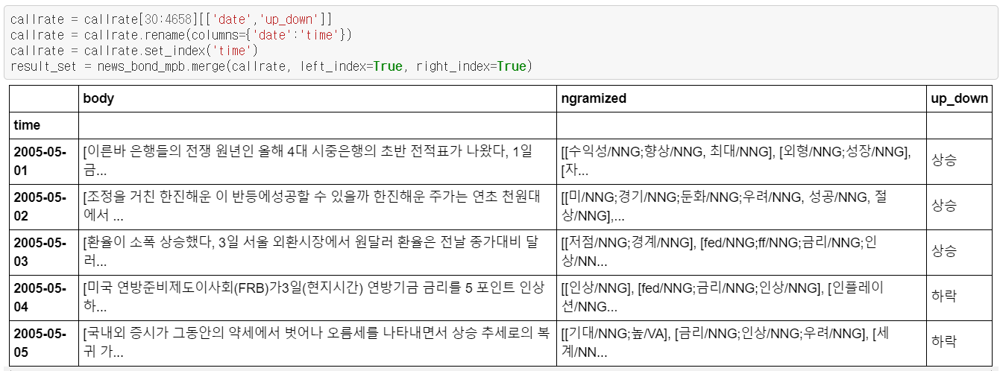 callrate = callrate[30:4658][['date','up_down']]
callrate = callrate.rename(columns={'date':'time'})
callrate = callrate.set_index('time')
result_set = news_bond_mpb.merge(callrate, left_index=True, right_index=True)
body ngramized up_down
time
2005-05-01 [이른바 은행들의 전쟁 원년인 올해 4대 시중은행의 초반 전적표가 나왔다, 1일 금... [[수익성/NNG;향상/NNG, 최대/NNG], [외형/NNG;성장/NNG], [자... 상승
2005-05-02 [조정을 거친 한진해운 이 반등에성공할 수 있을까 한진해운 주가는 연초 천원대에서 ... [[미/NNG;경기/NNG;둔화/NNG;우려/NNG, 성공/NNG, 절상/NNG],... 상승
2005-05-03 [환율이 소폭 상승했다, 3일 서울 외환시장에서 원달러 환율은 전날 종가대비 달러... [[저점/NNG;경계/NNG], [fed/NNG;ff/NNG;금리/NNG;인상/NN... 상승
2005-05-04 [미국 연방준비제도이사회(FRB)가3일(현지시간) 연방기금 금리를 5 포인트 인상하... [[인상/NNG], [fed/NNG;금리/NNG;인상/NNG], [인플레이션/NNG... 하락
2005-05-05 [국내외 증시가 그동안의 약세에서 벗어나 오름세를 나타내면서 상승 추세로의 복귀 가... [[기대/NNG;높/VA], [금리/NNG;인상/NNG;우려/NNG], [세계/NN... 하락